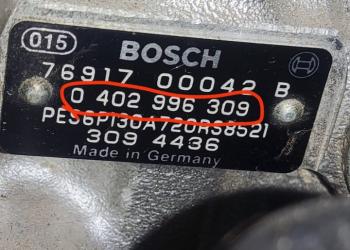 015
BOSCH
76917 00042 B
0 402 996 309
PES6P130A720RS8521
309 4436
Made in Germany